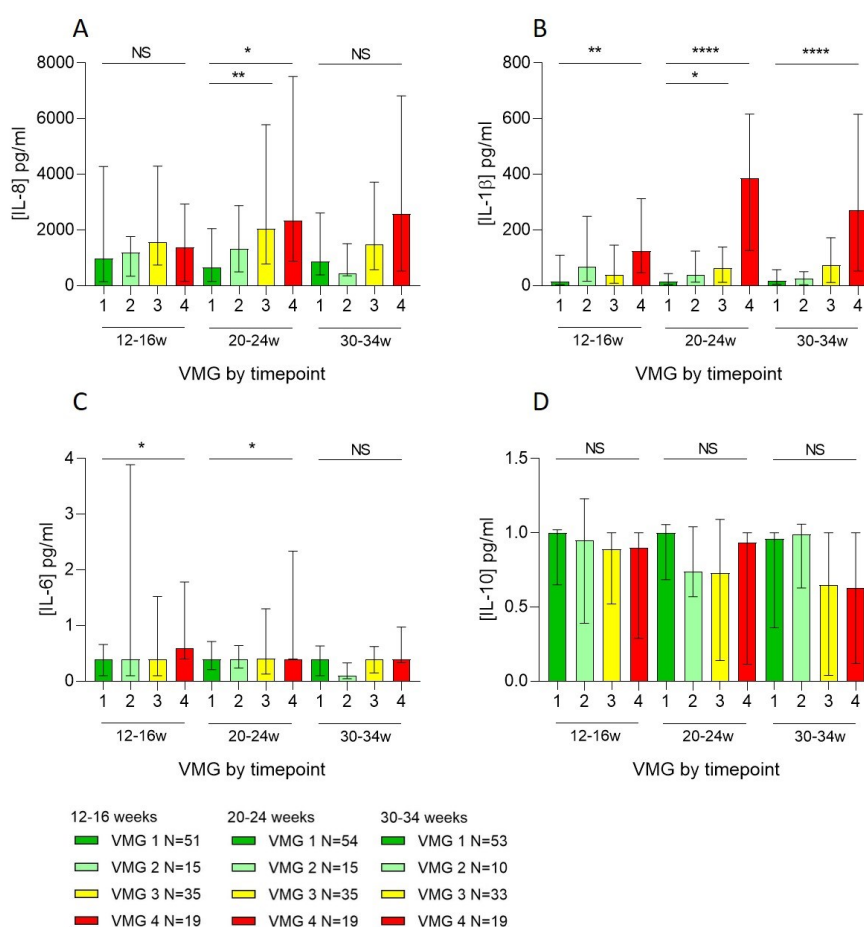 A
NS
*
NS
**
8000
6000
4000
2000
0
[IL-8] pg/ml
1 2 3 4 1 2 3 4 1 2 3 4
12-16w 20-24w 30-34w
VMG by timepoint
B
**
****
****
*
800
600
400
200
0
[IL-1β] pg/ml
1 2 3 4 1 2 3 4 1 2 3 4
12-16w 20-24w 30-34w
VMG by timepoint
C
*
*
NS
4
3
2
1
0
[IL-6] pg/ml
1 2 3 4 1 2 3 4 1 2 3 4
12-16w 20-24w 30-34w
VMG by timepoint
D
NS
NS
NS
1.5
1.0
0.5
0.0
[IL-10] pg/ml
1 2 3 4 1 2 3 4 1 2 3 4
12-16w 20-24w 30-34w
VMG by timepoint
12-16 weeks
VMG 1 N=51
VMG 2 N=15
VMG 3 N=35
VMG 4 N=19
20-24 weeks
VMG 1 N=54
VMG 2 N=15
VMG 3 N=35
VMG 4 N=19
30-34 weeks
VMG 1 N=53
VMG 2 N=10
VMG 3 N=33
VMG 4 N=19